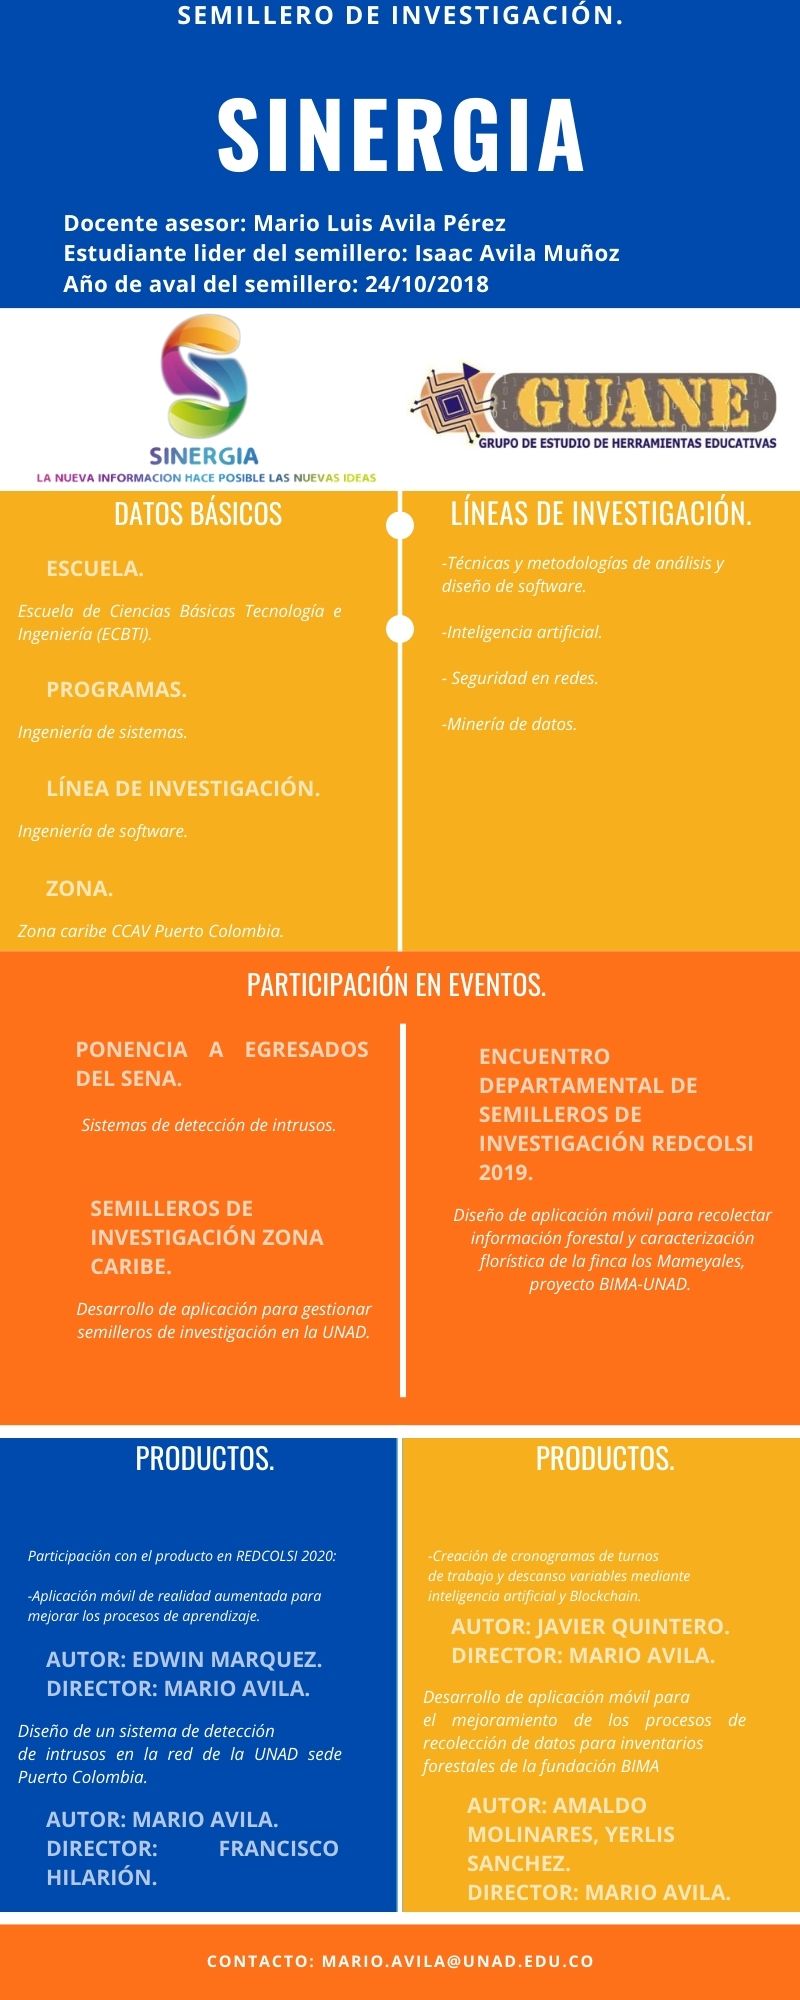 SEMILLERO DE INVESTIGACIÓN.
SINERGIA
Docente asesor: Mario Luis Avila Pérez
Estudiante lider del semillero: Isaac Avila Muñoz
Año de aval del semillero: 24/10/2018
SINERGIA
LA NUEVA INFORMACION HACE POSIBLE LAS NUEVAS IDEAS
GUANE
GRUPO DE ESTUDIO DE HERRAMIENTAS EDUCATIVAS
DATOS BÁSICOS
ESCUELA.
Escuela de Ciencias Básicas Tecnología e
Ingeniería (ECBTI).
PROGRAMAS.
Ingeniería de sistemas.
LÍNEA DE INVESTIGACIÓN.
Ingeniería de software.
ZONA.
Zona caribe CCAV Puerto Colombia.
LÍNEAS DE INVESTIGACIÓN.
-Técnicas y metodologías de análisis y
diseño de software.
-Inteligencia artificial.
- Seguridad en redes.
-Minería de datos.
PARTICIPACIÓN EN EVENTOS.
PONENCIA A EGRESADOS
DEL SENA.
Sistemas de detección de intrusos.
SEMILLEROS DE
INVESTIGACIÓN ZONA
CARIBE.
Desarrollo de aplicación para gestionar
semilleros de investigación en la UNAD.
ENCUENTRO
DEPARTAMENTAL DE
SEMILLEROS DE
INVESTIGACIÓN REDCOLSI
2019.
Diseño de aplicación móvil para recolectar
información forestal y caracterización
florística de la finca los Mameyales,
proyecto BIMA-UNAD.
PRODUCTOS.
Participación con el producto en REDCOLSI 2020:
-Aplicación móvil de realidad aumentada para
mejorar los procesos de aprendizaje.
AUTOR: EDWIN MARQUEZ.
DIRECTOR: MARIO AVILA.
Diseño de un sistema de detección
de intrusos en la red de la UNAD sede
Puerto Colombia.
AUTOR: MARIO AVILA.
DIRECTOR: FRANCISCO
HILARIÓN.
PRODUCTOS.
-Creación de cronogramas de turnos
de trabajo y descanso variables mediante
inteligencia artificial y Blockchain.
AUTOR: JAVIER QUINTERO.
DIRECTOR: MARIO AVILA.
Desarrollo de aplicación móvil para
el mejoramiento de los procesos de
recolección de datos para inventarios
forestales de la fundación BIMA
AUTOR: AMALDO
MOLINARES, YERLIS
SANCHEZ.
DIRECTOR: MARIO AVILA.
CONTACTO: MARIO.AVILA@UNAD.EDU.CO